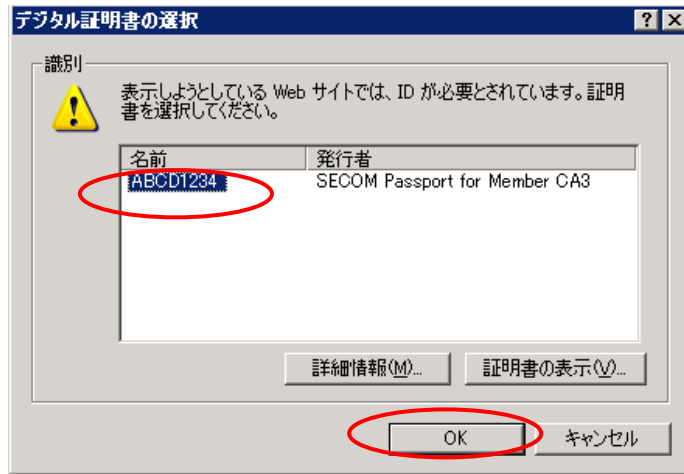 デジタル証明書の選択
識別
表示しようとしている Web サイトでは、ID が必要とされています。証明
書を選択してください。
名前 発行者
ABCD1234 SECOM Passport for Member CA3
詳細情報(M)... 証明書の表示(V)...
OK キャンセル